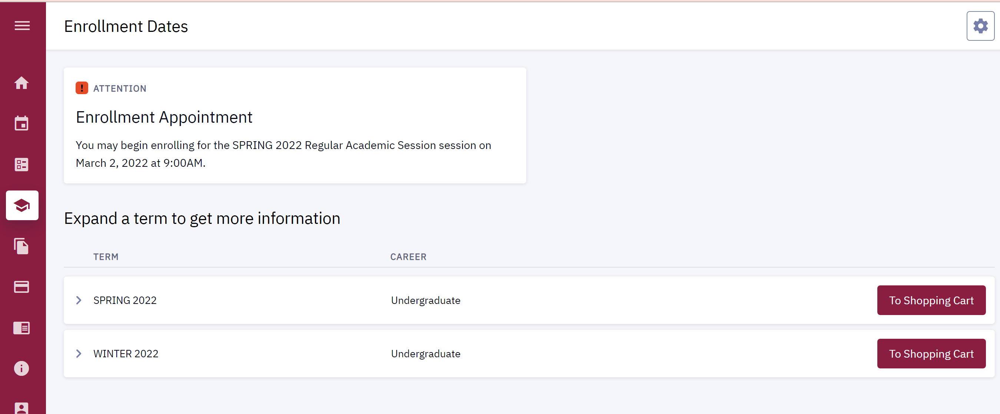 Enrollment Dates
! ATTENTION
Enrollment Appointment
You may begin enrolling for the SPRING 2022 Regular Academic Session session on
March 2, 2022 at 9:00AM.
Expand a term to get more information
TERM CAREER
SPRING 2022 Undergraduate To Shopping Cart
WINTER 2022 Undergraduate To Shopping Cart